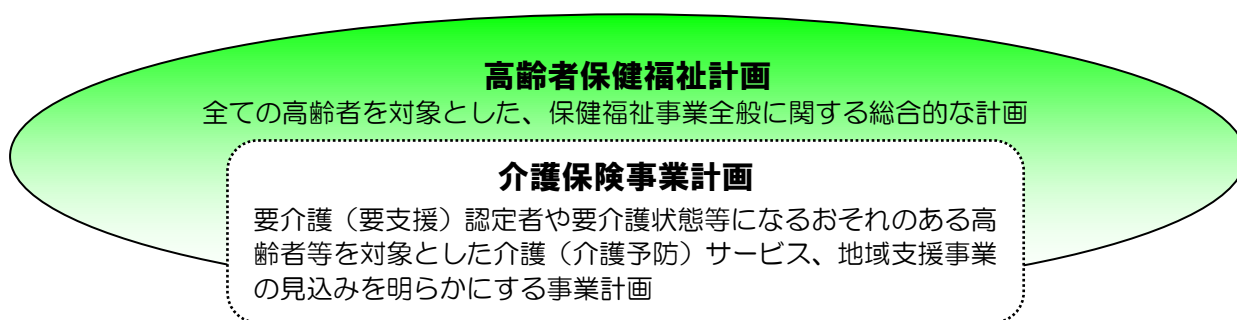 高齢者保健福祉計画
全ての高齢者を対象とした、保健福祉事業全般に関する総合的な計画
介護保険事業計画
要介護（要支援）認定者や要介護状態等になるおそれのある高
齢者等を対象とした介護（介護予防）サービス、地域支援事業
の見込みを明らかにする事業計画